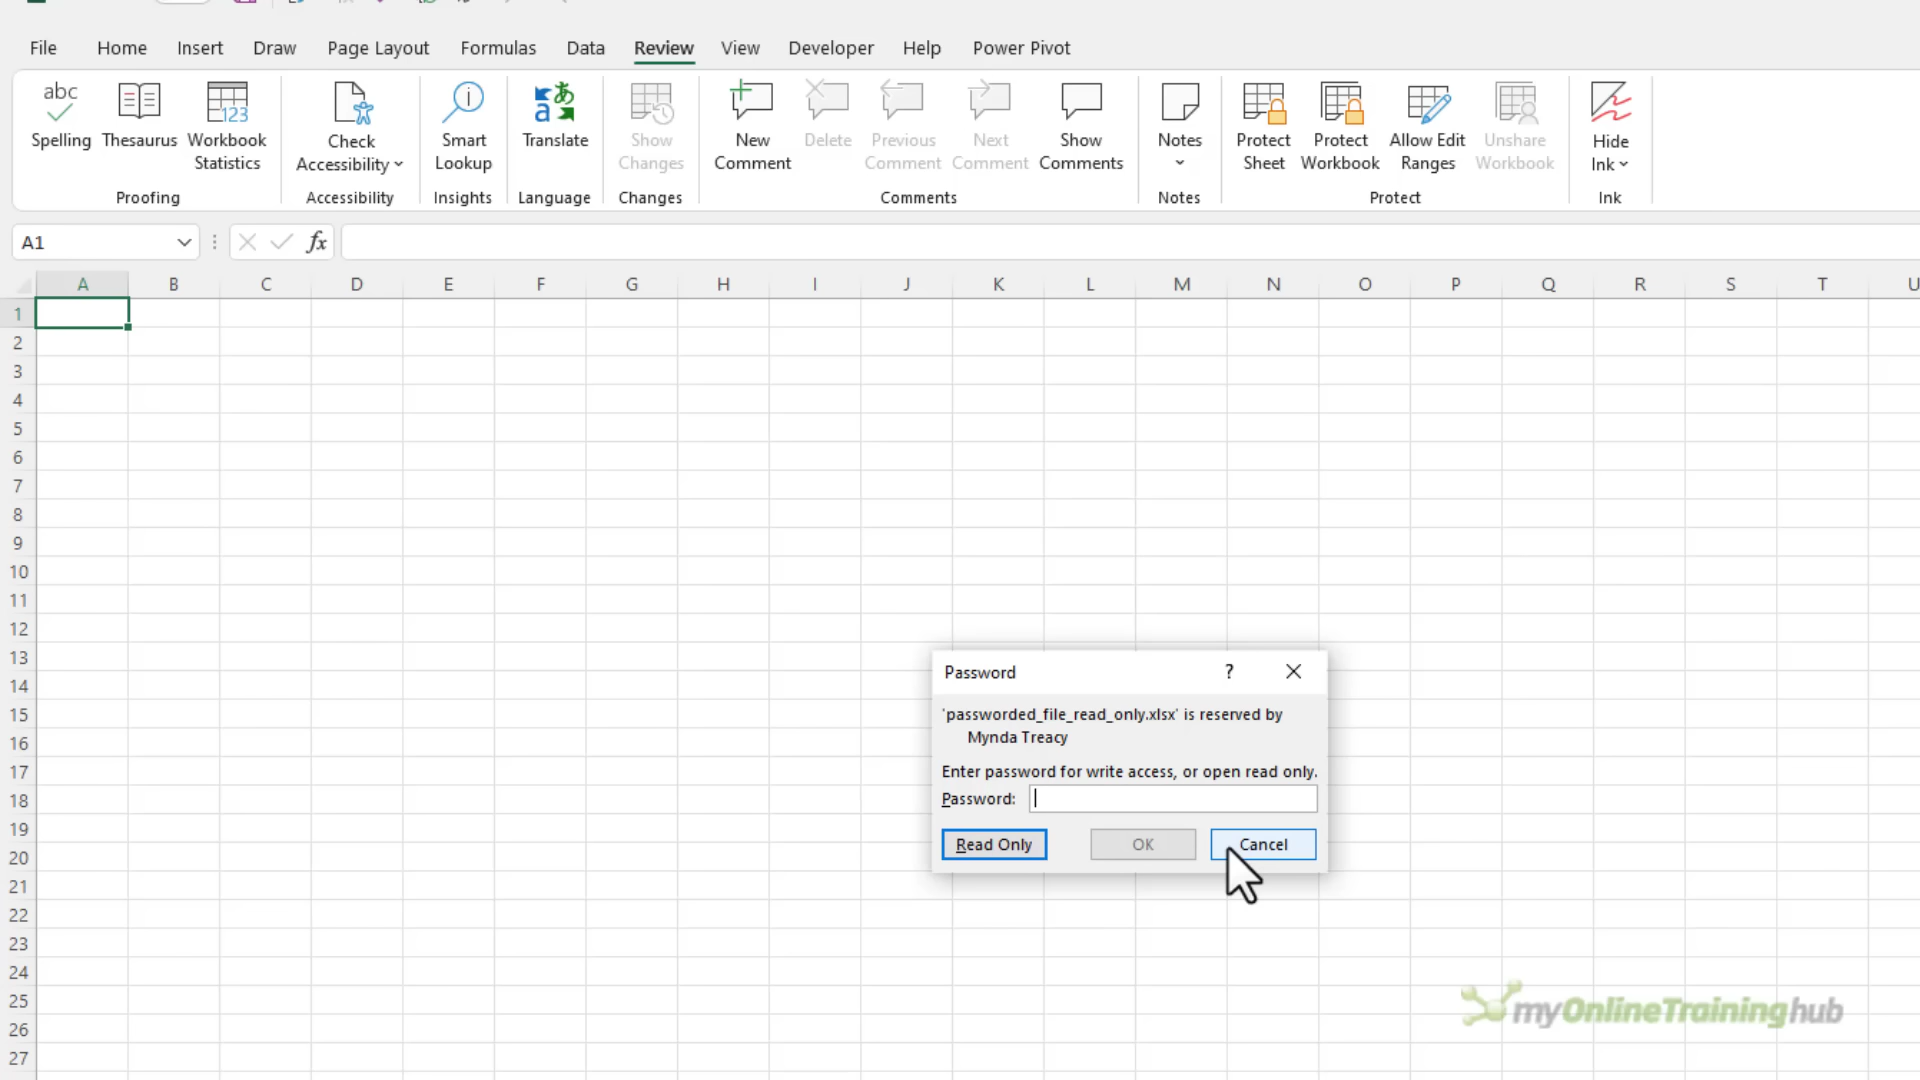 File Home Insert Draw Page Layout Formulas Data Review View Developer Help Power Pivot
abc 123
Spelling Thesaurus Workbook Statistics Check Accessibility Smart Lookup Translate Show Changes New Comment Delete Previous Comment Next Comment Show Comments Notes Protect Sheet Protect Workbook Allow Edit Ranges Unshare Workbook Hide Ink
Proofing Accessibility Insights Language Changes Comments Notes Protect Ink
A1 fx
A B C D E F G H I J K L M N O P Q R S T U
1
2
3
4
5
6
7
8
9
10
11
12
13
14
15
16
17
18
19
20
21
22
23
24
25
26
27
Password ?
'passworded_file_read_only.xlsx' is reserved by
Mynda Treacy
Enter password for write access, or open read only.
Password:
Read Only OK Cancel
myOnlineTraininghub